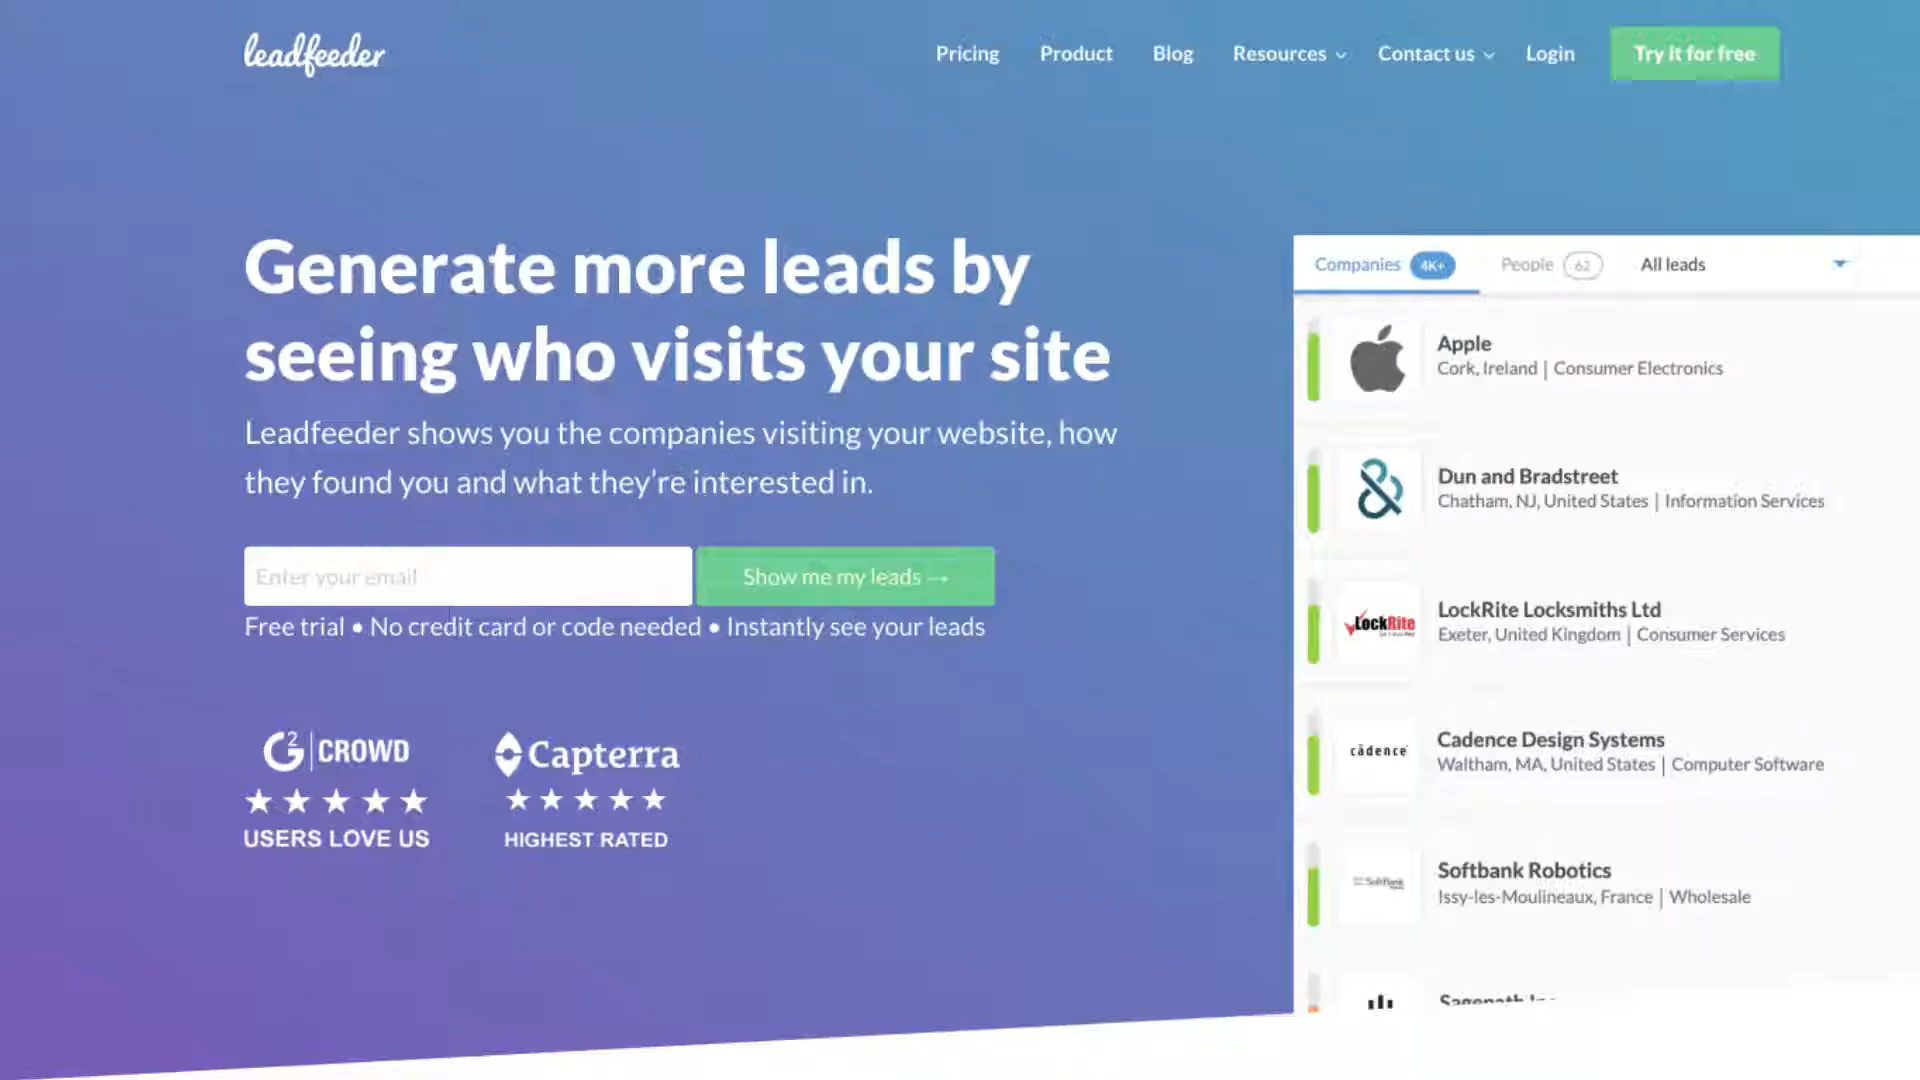 leadfeeder
Pricing
Product
Blog
Resources
Contact us
Login
Try it for free
Generate more leads by
seeing who visits your site
Leadfeeder shows you the companies visiting your website, how
they found you and what they're interested in.
Enter your email
Show me my leads →
Free trial • No credit card or code needed • Instantly see your leads
G2 | CROWD
USERS LOVE US
Capterra
HIGHEST RATED
Companies 4K+
People 62
All leads
Apple
Cork, Ireland | Consumer Electronics
Dun and Bradstreet
Chatham, NJ, United States | Information Services
LockRite
LockRite Locksmiths Ltd
Exeter, United Kingdom | Consumer Services
cādence
Cadence Design Systems
Waltham, MA, United States | Computer Software
SoftBank
Softbank Robotics
Issy-les-Moulineaux, France | Wholesale